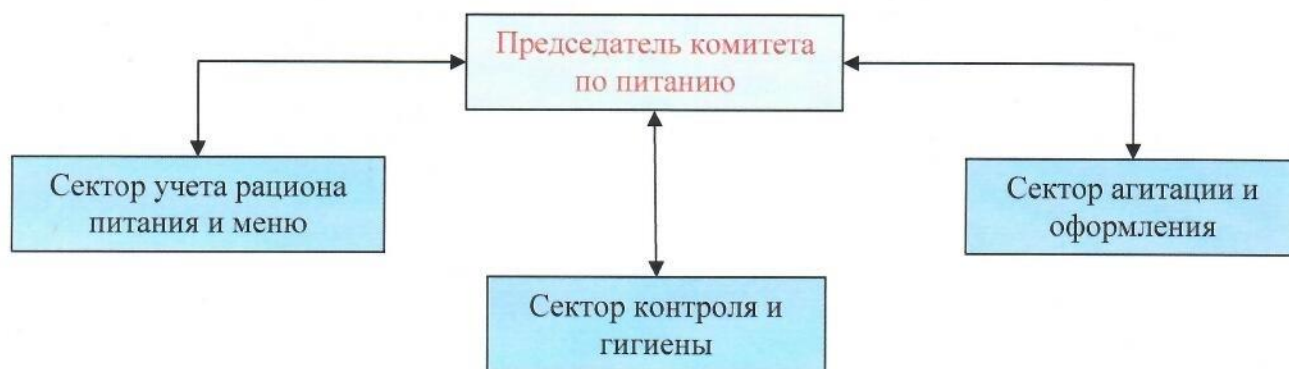 Председатель комитета
по питанию
Сектор учета рациона
питания и меню
Сектор агитации и
оформления
Сектор контроля и
гигиены